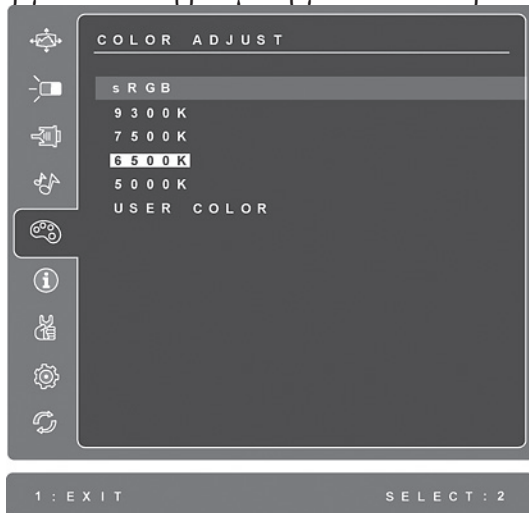 COLOR ADJUST
sRGB
9300K
7500K
6500K
5000K
USER COLOR
1:EXIT SELECT:2